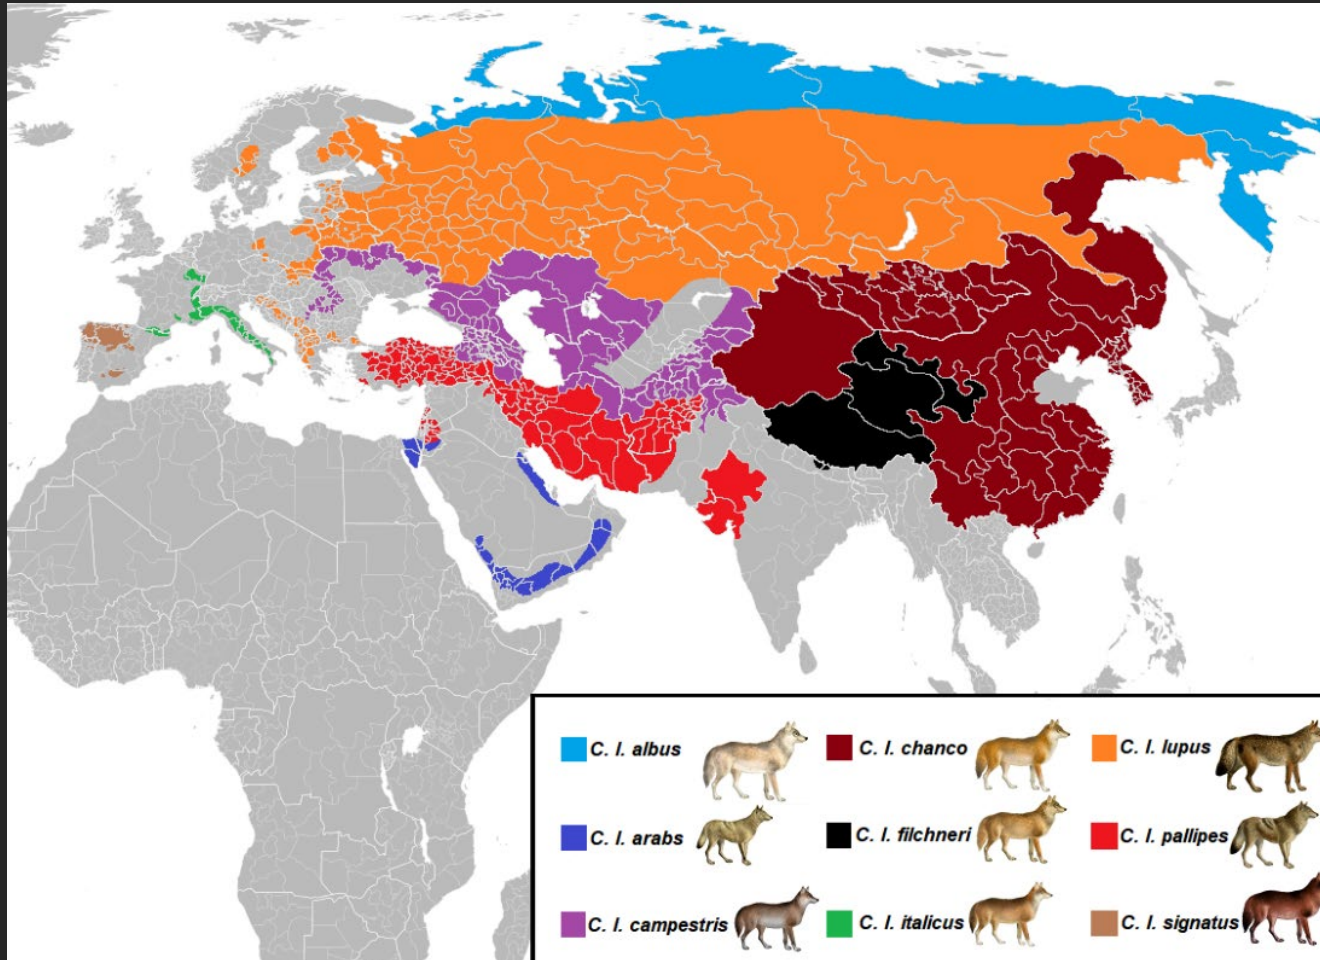 C. l. albus
C. l. chanco
C. l. lupus
C. l. arabs
C. l. filchneri
C. l. pallipes
C. l. campestris
C. l. italicus
C. l. signatus